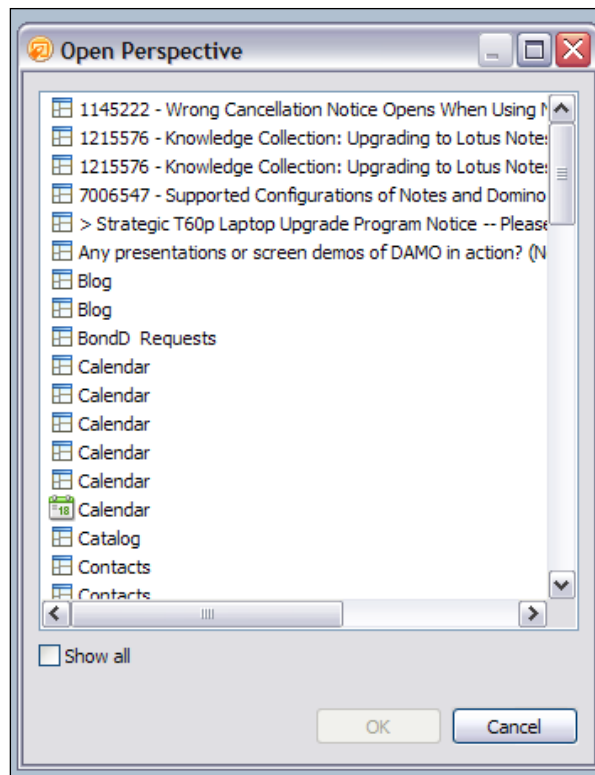 Open Perspective
1145222 - Wrong Cancellation Notice Opens When Using
1215576 - Knowledge Collection: Upgrading to Lotus Notes
1215576 - Knowledge Collection: Upgrading to Lotus Notes
7006547 - Supported Configurations of Notes and Domino
> Strategic T60p Laptop Upgrade Program Notice -- Please
Any presentations or screen demos of DAMO in action? (N
Blog
Blog
BondD Requests
Calendar
Calendar
Calendar
Calendar
Calendar
18 Calendar
Catalog
Contacts
Contacts
Show all
OK Cancel